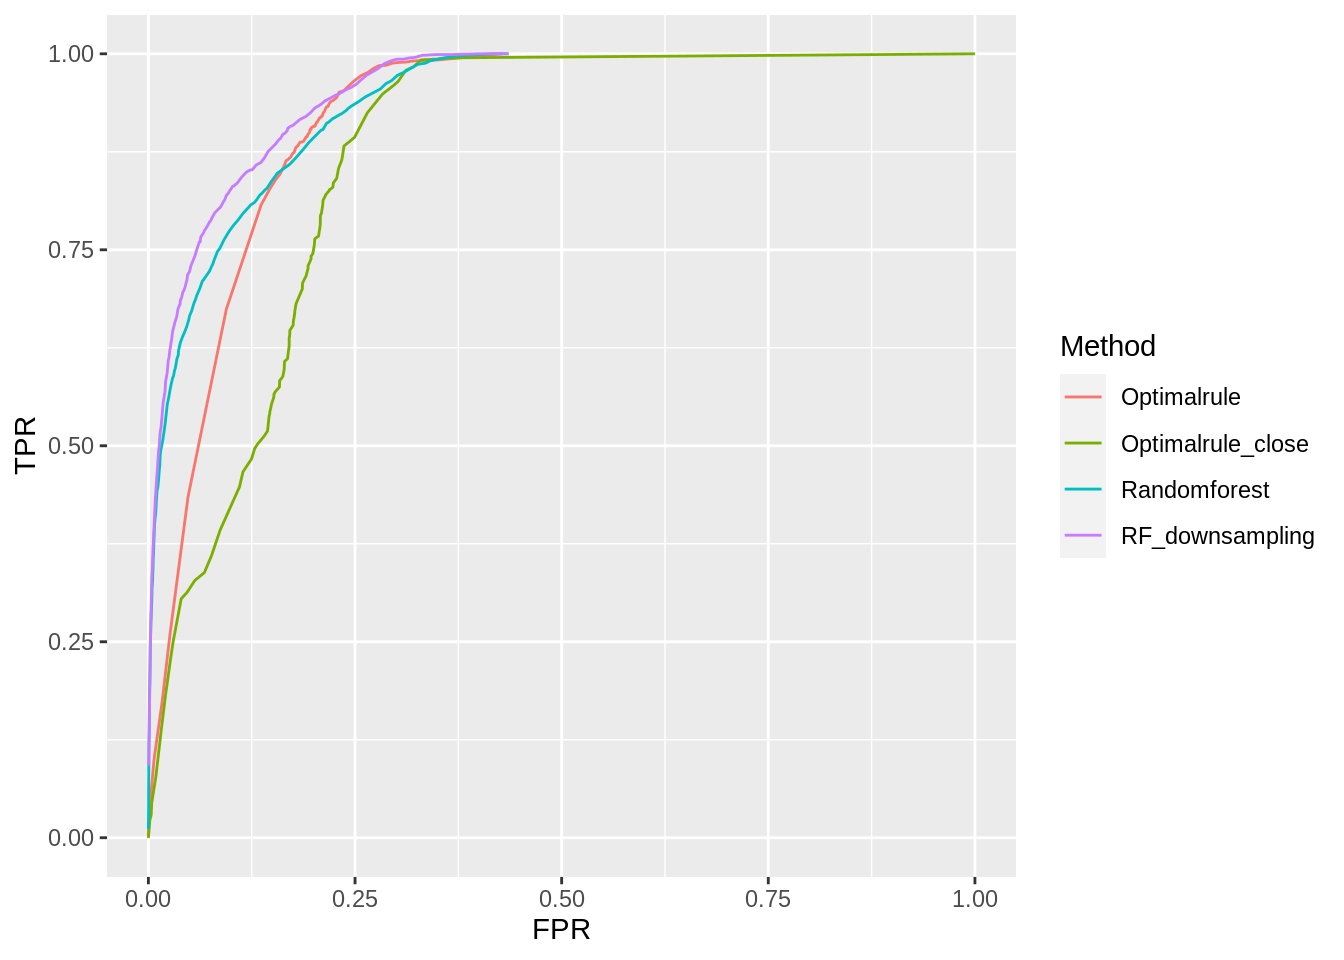 1.00
0.75
0.50
0.25
0.00
TPR
0.00 0.25 0.50 0.75 1.00
FPR
Method
Optimalrule
Optimalrule_close
Randomforest
RF_downsampling